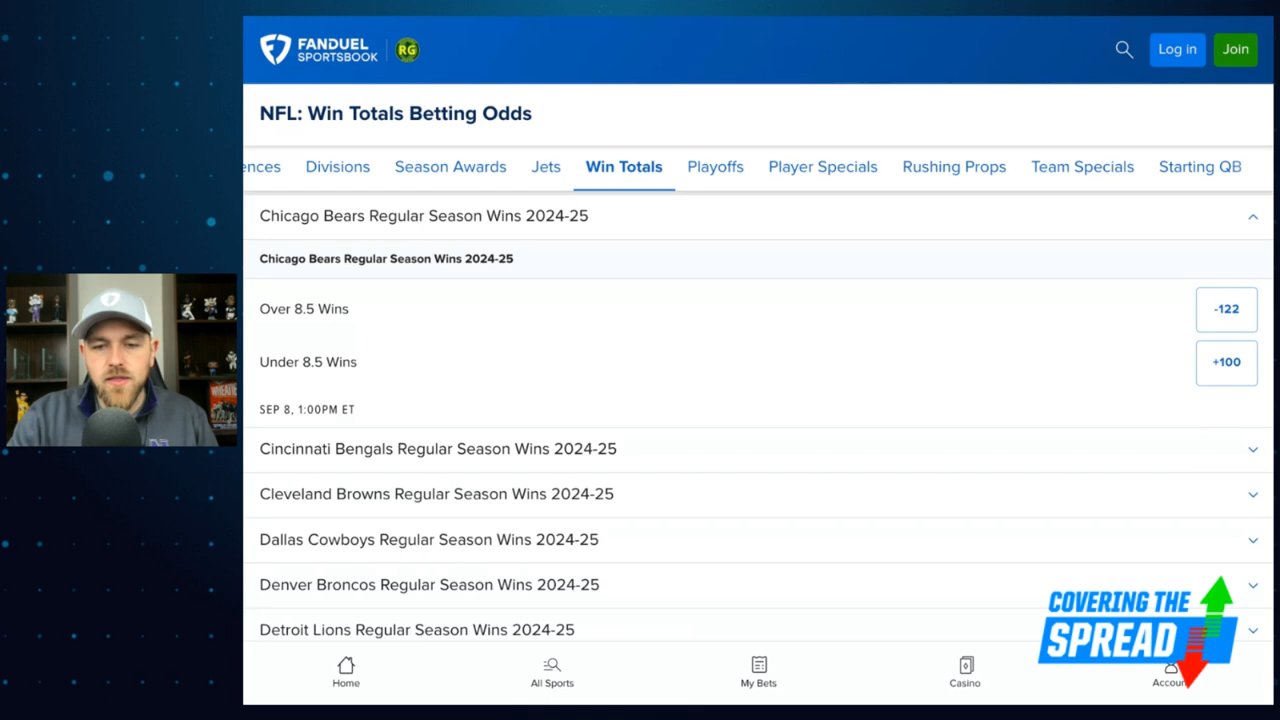 FANDUEL
SPORTSBOOK
RG
Log in
Join
NFL: Win Totals Betting Odds
ences Divisions Season Awards Jets Win Totals Playoffs Player Specials Rushing Props Team Specials Starting QB
Chicago Bears Regular Season Wins 2024-25
Chicago Bears Regular Season Wins 2024-25
Over 8.5 Wins -122
Under 8.5 Wins +100
SEP 8, 1:00PM ET
Cincinnati Bengals Regular Season Wins 2024-25
Cleveland Browns Regular Season Wins 2024-25
Dallas Cowboys Regular Season Wins 2024-25
Denver Broncos Regular Season Wins 2024-25
Detroit Lions Regular Season Wins 2024-25
COVERING THE
SPREAD
Home All Sports My Bets Casino Accoun
WHEATIES